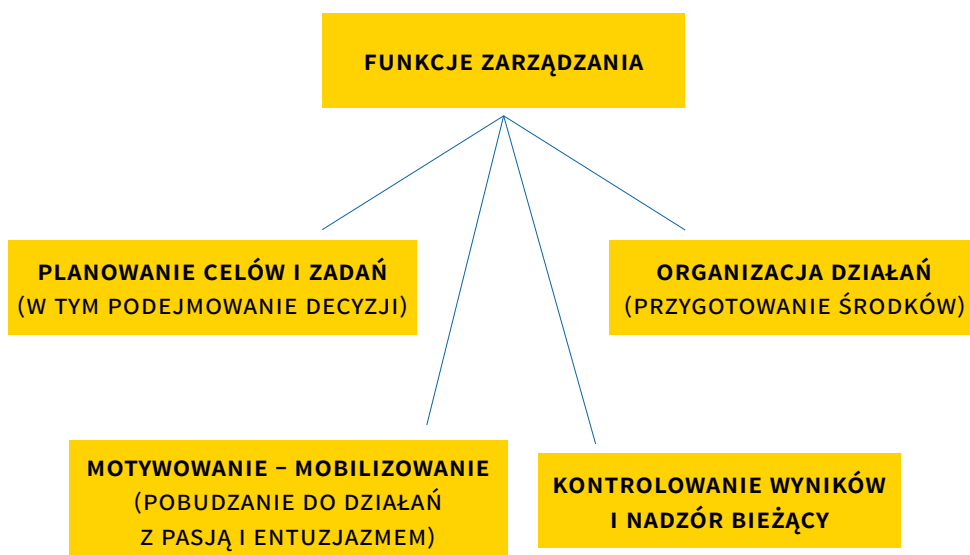 FUNKCJE ZARZĄDZANIA
PLANOWANIE CELÓW I ZADAŃ
(W TYM PODEJMOWANIE DECYZJI)
ORGANIZACJA DZIAŁAŃ
(PRZYGOTOWANIE ŚRODKÓW)
MOTYWOWANIE – MOBILIZOWANIE
(POBUDZANIE DO DZIAŁAŃ
Z PASJĄ I ENTUZJAZMEM)
KONTROLOWANIE WYNIKÓW
I NADZÓR BIEŻĄCY